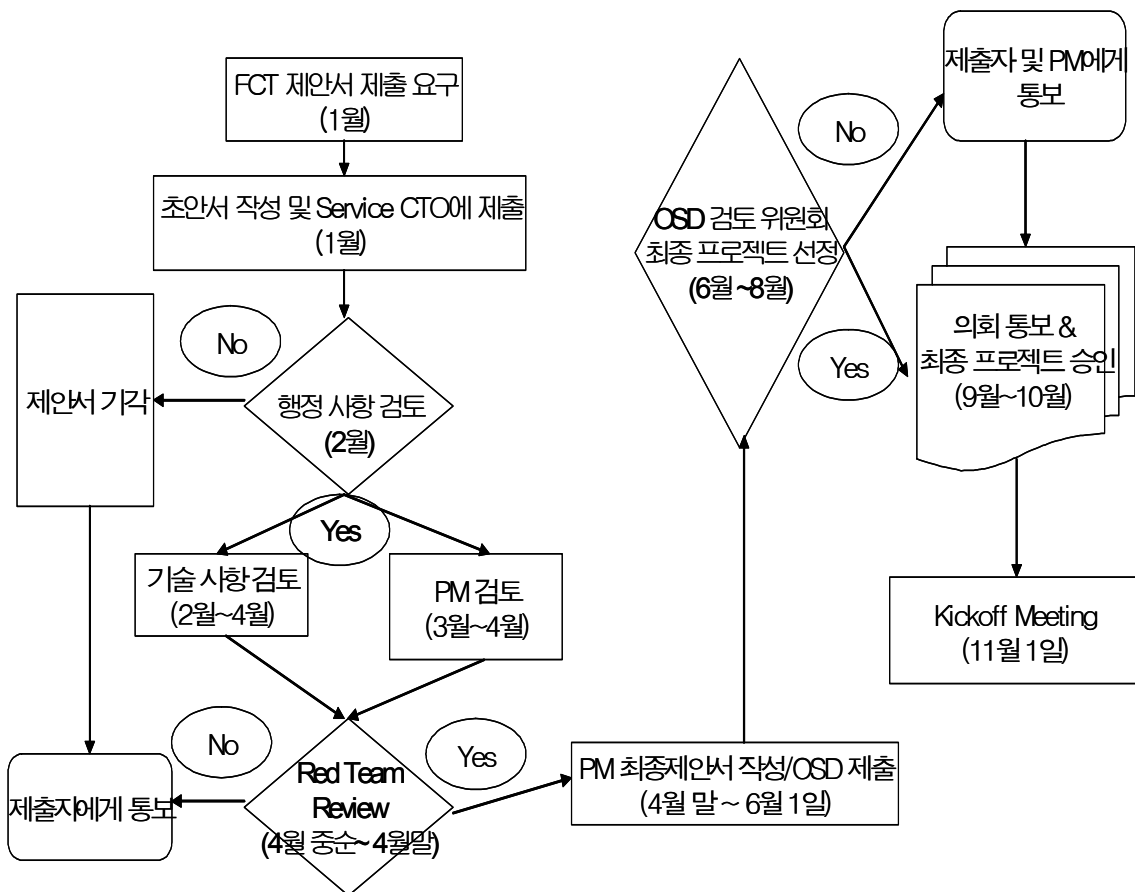 FCT 제안서 제출 요구
(1월)
초안서 작성 및 Service CTO에 제출
(1월)
No
제안서 기각
행정 사항 검토
(2월)
Yes
기술 사항 검토
(2월~4월)
PM 검토
(3월~4월)
No
Yes
제출자에게 통보
Red Team
Review
(4월 중순~ 4월말)
PM 최종제안서 작성/OSD 제출
(4월 말 ~ 6월 1일)
OSD 검토 위원회
최종 프로젝트 선정
(6월 ~8월)
No
Yes
제출자 및 PM에게
통보
의회 통보 &
최종 프로젝트 승인
(9월~10월)
Kickoff Meeting
(11월 1일)